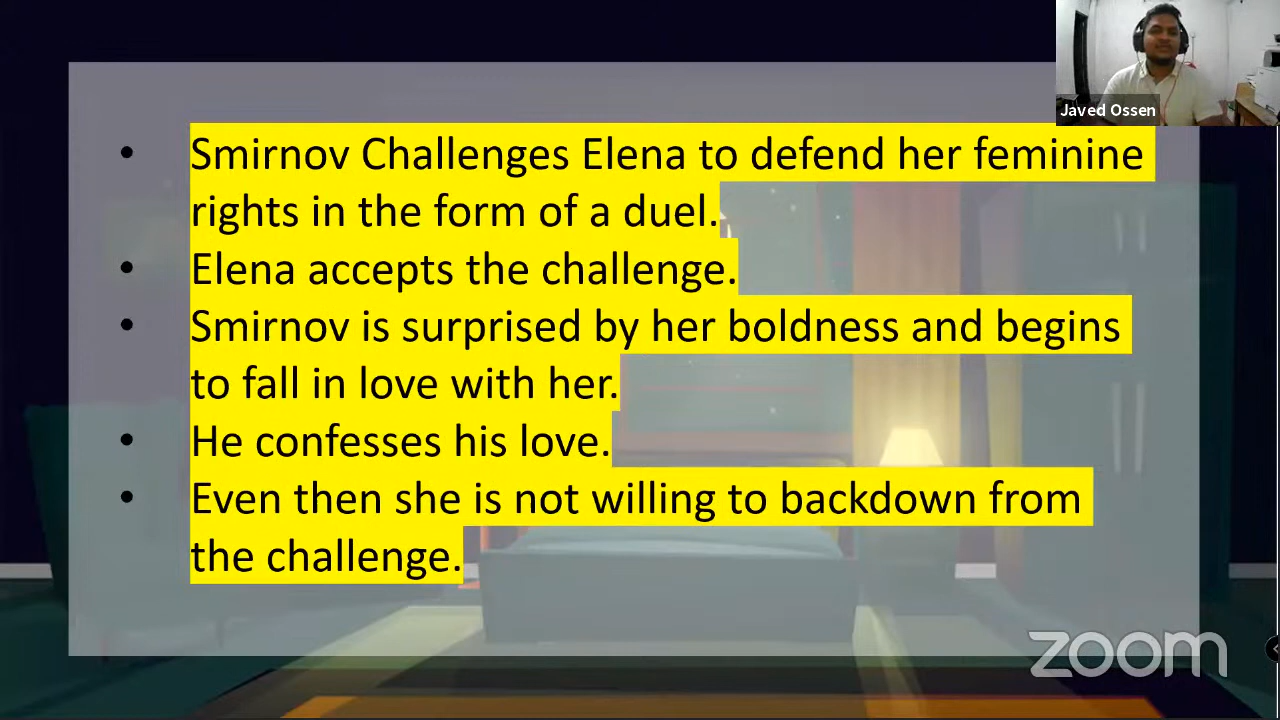 Javed Ossen
• Smirnov Challenges Elena to defend her feminine
rights in the form of a duel.
• Elena accepts the challenge.
• Smirnov is surprised by her boldness and begins
to fall in love with her.
• He confesses his love.
• Even then she is not willing to backdown from
the challenge.
zoom